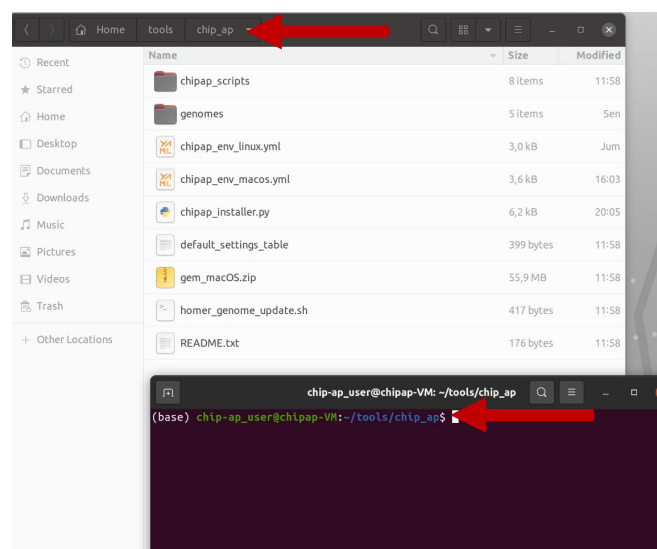 Home tools chip_ap
Name Size Modified
Recent
Starred
Home
Desktop
Documents
Downloads
Music
Pictures
Videos
Trash
+ Other Locations
chipap_scripts 8 items 11:58
genomes 5 items Sen
chipap_env_linux.yml 3,0 kB Jum
chipap_env_macos.yml 3,6 kB 16:03
chipap_installer.py 6,2 kB 20:05
default_settings_table 399 bytes 11:58
gem_macOS.zip 55,9 MB 11:58
homer_genome_update.sh 417 bytes 11:58
README.txt 176 bytes 11:58
YAML
YAML
chip-ap_user@chipap-VM: ~/tools/chip_ap
(base) chip-ap_user@chipap-VM:~/tools/chip_ap$